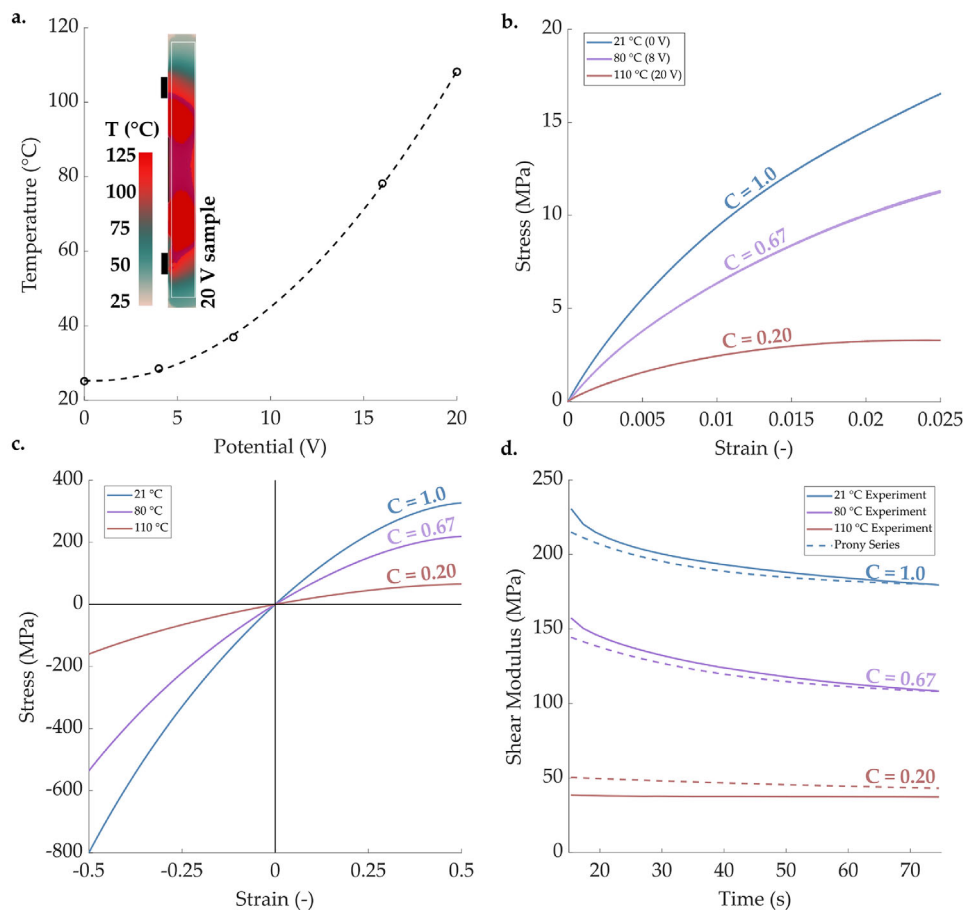 a.
120
100
80
60
40
20
Temperature (°C)
T (°C)
125
100
75
50
25
20 V sample
0
5
10
15
20
Potential (V)
b.
20
15
10
5
0
Stress (MPa)
21 °C (0 V)
80 °C (8 V)
110 °C (20 V)
C = 1.0
C = 0.67
C = 0.20
0
0.005
0.01
0.015
0.02
0.025
Strain (-)
c.
400
200
0
-200
-400
-600
-800
Stress (MPa)
21 °C
80 °C
110 °C
C = 1.0
C = 0.67
C = 0.20
-0.5
-0.25
0
0.25
0.5
Strain (-)
d.
250
200
150
100
50
0
Shear Modulus (MPa)
21 °C Experiment
80 °C Experiment
110 °C Experiment
Prony Series
C = 1.0
C = 0.67
C = 0.20
20
30
40
50
60
70
Time (s)